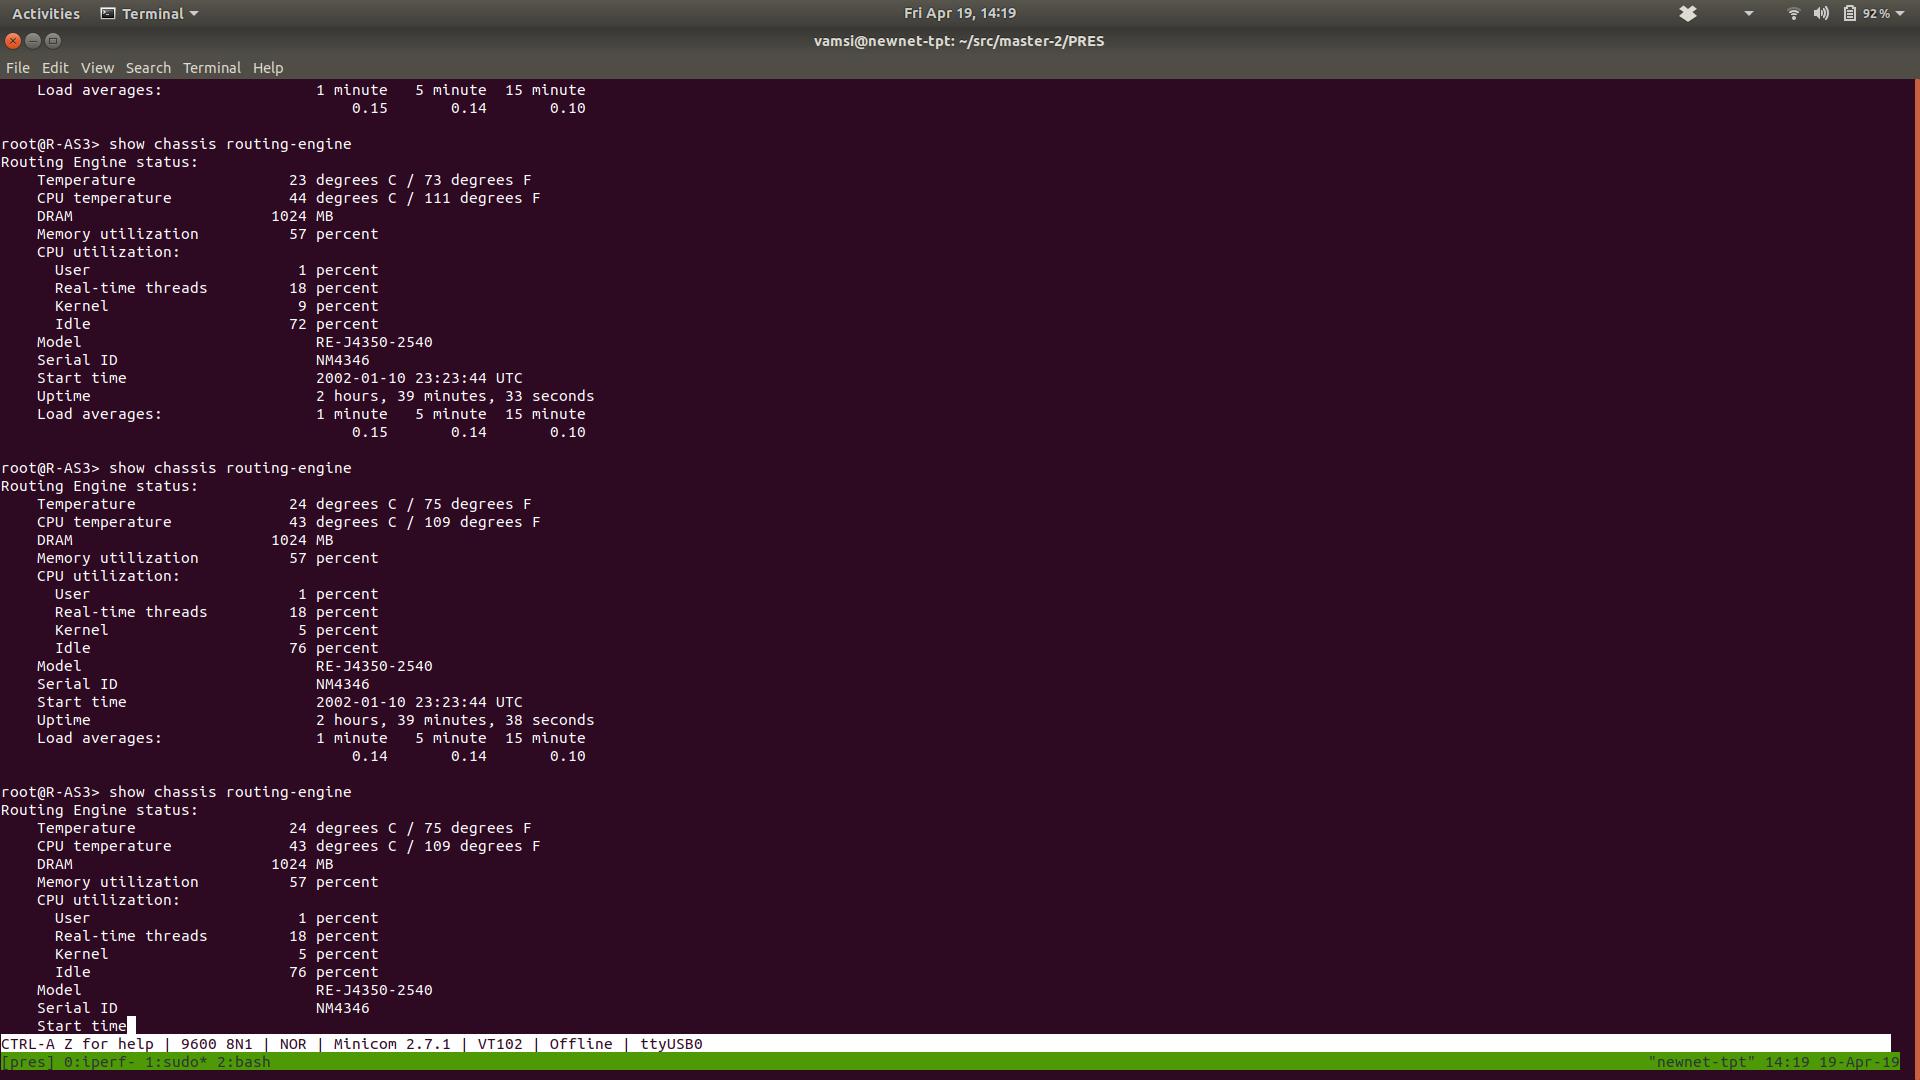 Activities Terminal Fri Apr 19, 14:19 92 %
vamsi@newnet-tpt: ~/src/master-2/PRES
File Edit View Search Terminal Help
    Load averages:                 1 minute   5 minute  15 minute
                                       0.15       0.14       0.10

root@R-AS3> show chassis routing-engine
Routing Engine status:
    Temperature                 23 degrees C / 73 degrees F
    CPU temperature             44 degrees C / 111 degrees F
    DRAM                      1024 MB
    Memory utilization          57 percent
    CPU utilization:
      User                       1 percent
      Real-time threads         18 percent
      Kernel                     9 percent
      Idle                      72 percent
    Model                          RE-J4350-2540
    Serial ID                      NM4346
    Start time                     2002-01-10 23:23:44 UTC
    Uptime                         2 hours, 39 minutes, 33 seconds
    Load averages:                 1 minute   5 minute  15 minute
                                       0.15       0.14       0.10

root@R-AS3> show chassis routing-engine
Routing Engine status:
    Temperature                 24 degrees C / 75 degrees F
    CPU temperature             43 degrees C / 109 degrees F
    DRAM                      1024 MB
    Memory utilization          57 percent
    CPU utilization:
      User                       1 percent
      Real-time threads         18 percent
      Kernel                     5 percent
      Idle                      76 percent
    Model                          RE-J4350-2540
    Serial ID                      NM4346
    Start time                     2002-01-10 23:23:44 UTC
    Uptime                         2 hours, 39 minutes, 38 seconds
    Load averages:                 1 minute   5 minute  15 minute
                                       0.14       0.14       0.10

root@R-AS3> show chassis routing-engine
Routing Engine status:
    Temperature                 24 degrees C / 75 degrees F
    CPU temperature             43 degrees C / 109 degrees F
    DRAM                      1024 MB
    Memory utilization          57 percent
    CPU utilization:
      User                       1 percent
      Real-time threads         18 percent
      Kernel                     5 percent
      Idle                      76 percent
    Model                          RE-J4350-2540
    Serial ID                      NM4346
    Start time
CTRL-A Z for help | 9600 8N1 | NOR | Minicom 2.7.1 | VT102 | Offline | ttyUSB0
[pres] 0:iperf- 1:sudo* 2:bash "newnet-tpt" 14:19 19-Apr-19